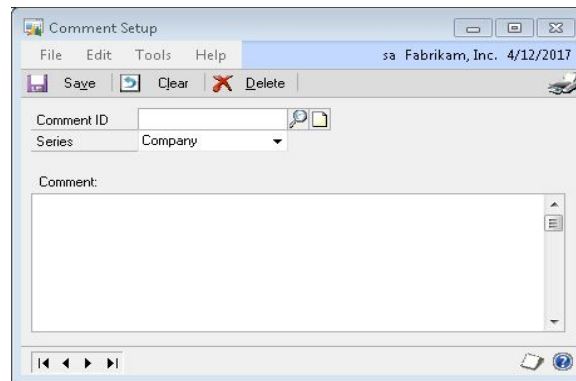 Comment Setup
File Edit Tools Help sa Fabrikam, Inc. 4/12/2017
Save Clear Delete
Comment ID
Series Company
Comment: